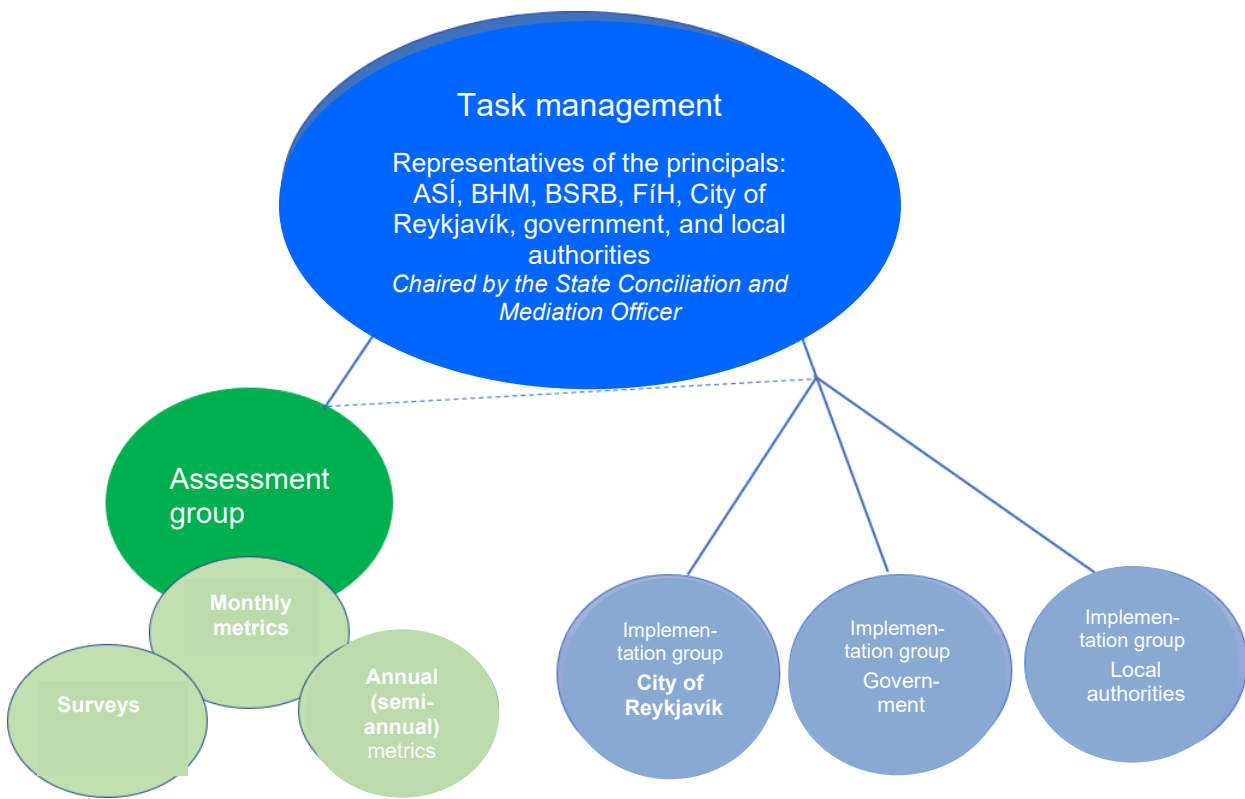 Task management
Representatives of the principals:
ASÍ, BHM, BSRB, FíH, City of
Reykjavík, government, and local
authorities
Chaired by the State Conciliation and
Mediation Officer
Assessment
group
Monthly
metrics
Surveys
Annual
(semi-
annual)
metrics
Implemen-
tation group
City of
Reykjavík
Implemen-
tation group
Govern-
ment
Implemen-
tation group
Local
authorities